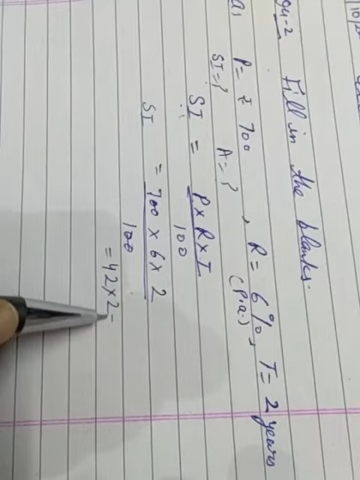 Qu-2 Fill in the blanks.
a) P = ₹ 700 , R = 6%, T = 2 years
(P.a.)
SI = ? A = ?
SI = P x R x T
100
SI = 700 x 6 x 2
100
= 42 x 2 =